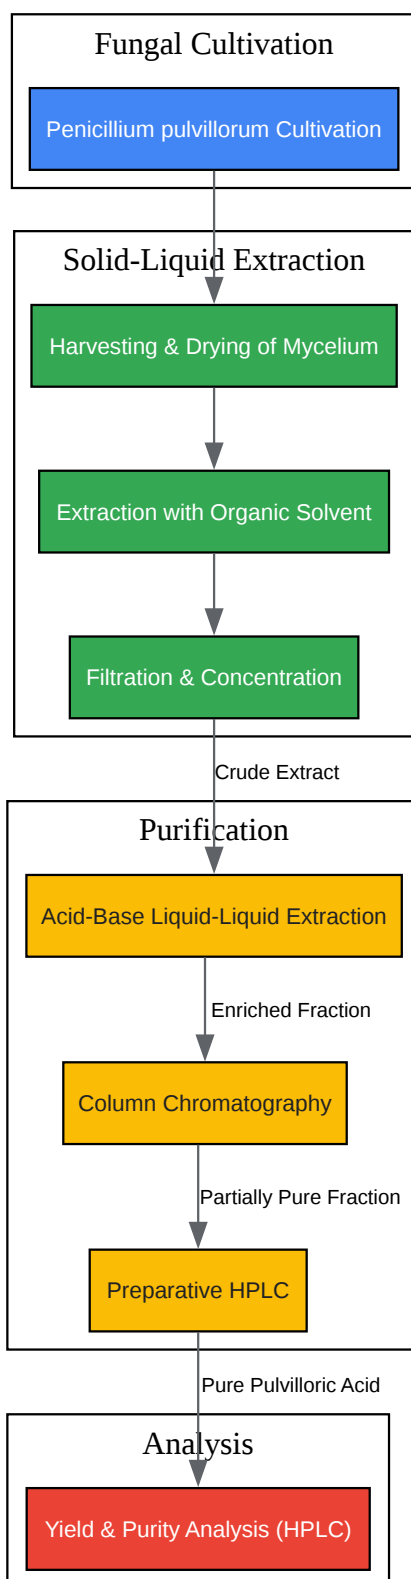 Fungal Cultivation
Penicillium pulvillorum Cultivation
Solid-Liquid Extraction
Harvesting & Drying of Mycelium
Extraction with Organic Solvent
Filtration & Concentration
Crude Extract
Purification
Acid-Base Liquid-Liquid Extraction
Enriched Fraction
Column Chromatography
Partially Pure Fraction
Preparative HPLC
Pure Pulvilloric Acid
Analysis
Yield & Purity Analysis (HPLC)